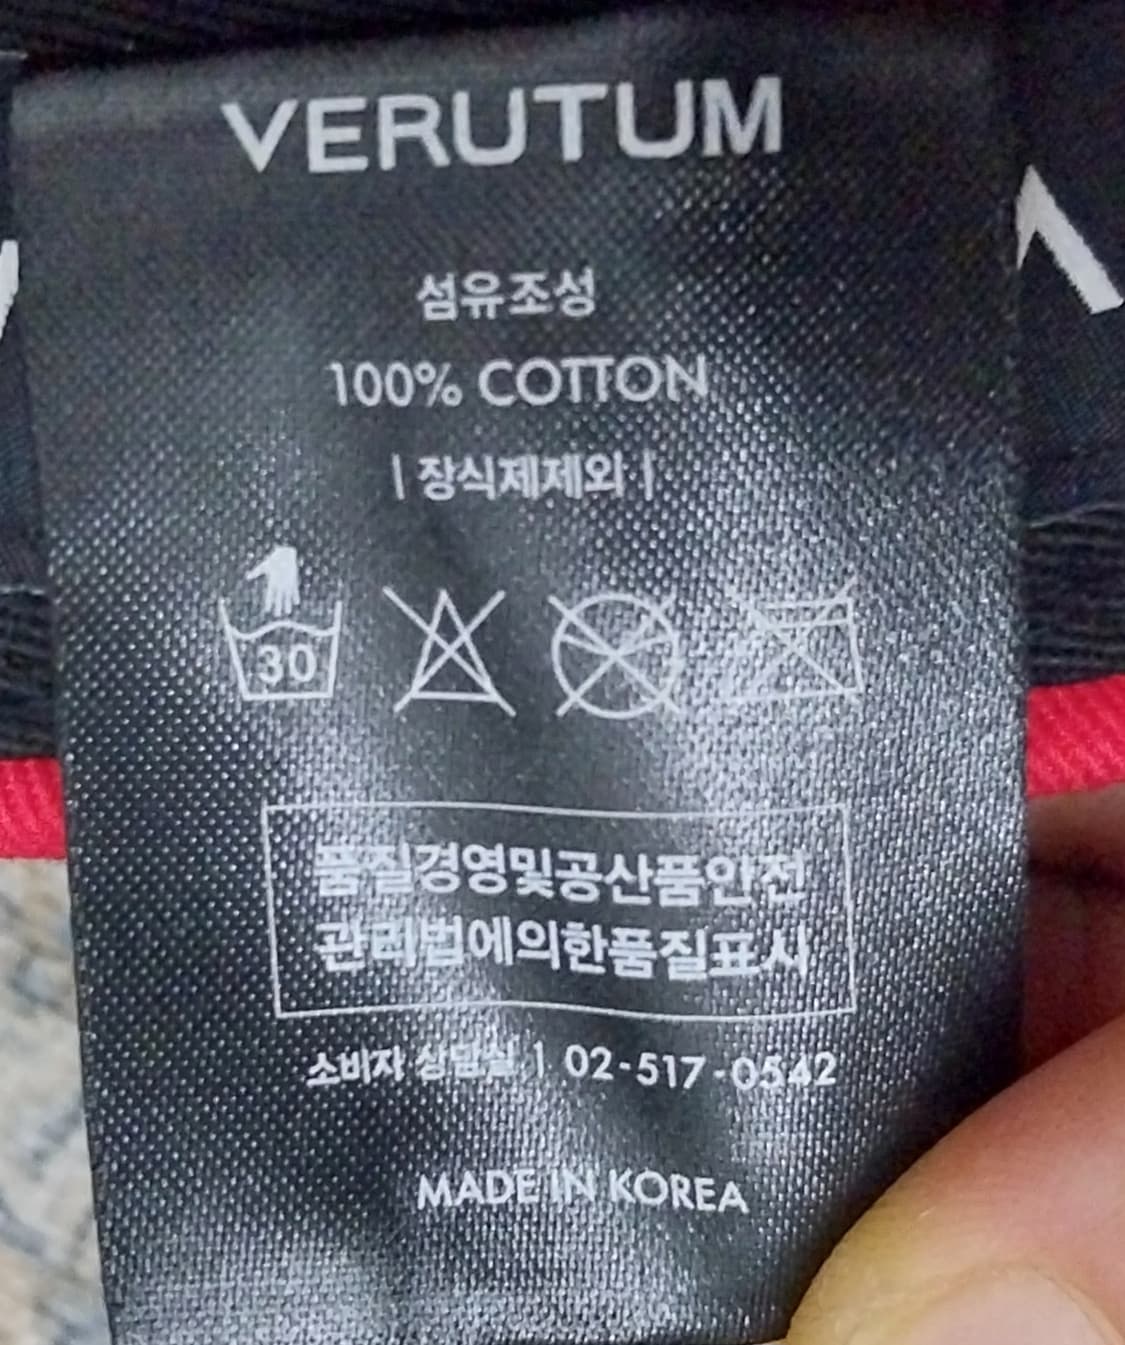 VERUTUM
섬유조성
100% COTTON
| 장식제제외 |
30
품질경영및공산품안전
관리법에의한품질표시
소비자 상담실 | 02-517-0542
MADE IN KOREA